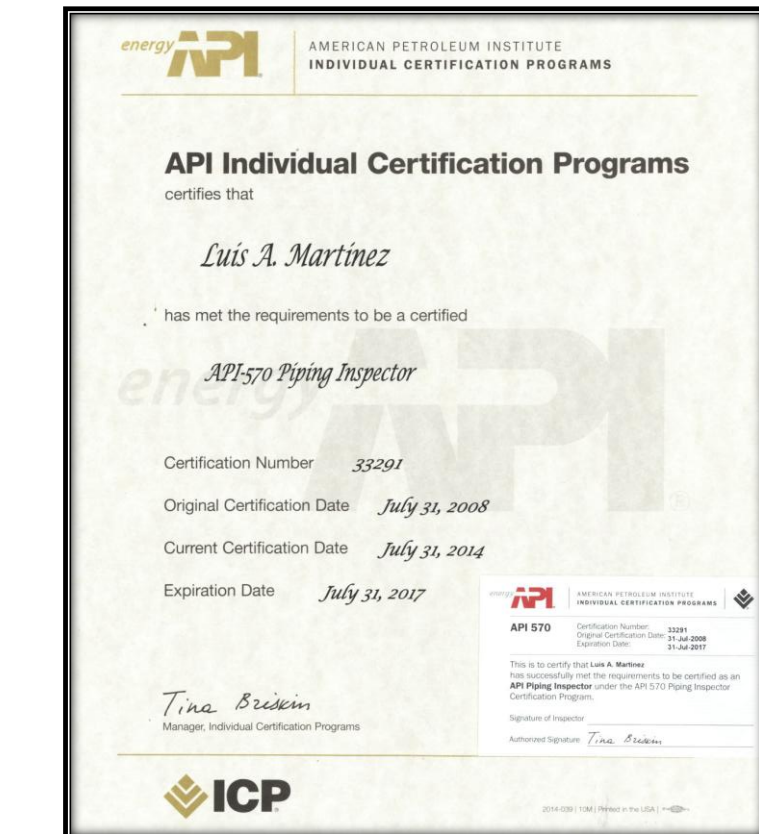 energy API
AMERICAN PETROLEUM INSTITUTE
INDIVIDUAL CERTIFICATION PROGRAMS
API Individual Certification Programs
certifies that
Luis A. Martinez
has met the requirements to be a certified
API-570 Piping Inspector
energy API
Certification Number 33291
Original Certification Date July 31, 2008
Current Certification Date July 31, 2014
Expiration Date July 31, 2017
Tina Briskin
Manager, Individual Certification Programs
ICP
energy API
AMERICAN PETROLEUM INSTITUTE
INDIVIDUAL CERTIFICATION PROGRAMS
API 570
Certification Number: 33291
Original Certification Date: 31-Jul-2008
Expiration Date: 31-Jul-2017
This is to certify that Luis A. Martinez
has successfully met the requirements to be certified as an
API Piping Inspector under the API 570 Piping Inspector
Certification Program.
Signature of Inspector
Authorized Signature Tina Briskin
2014-039 | 10M | Printed in the USA |